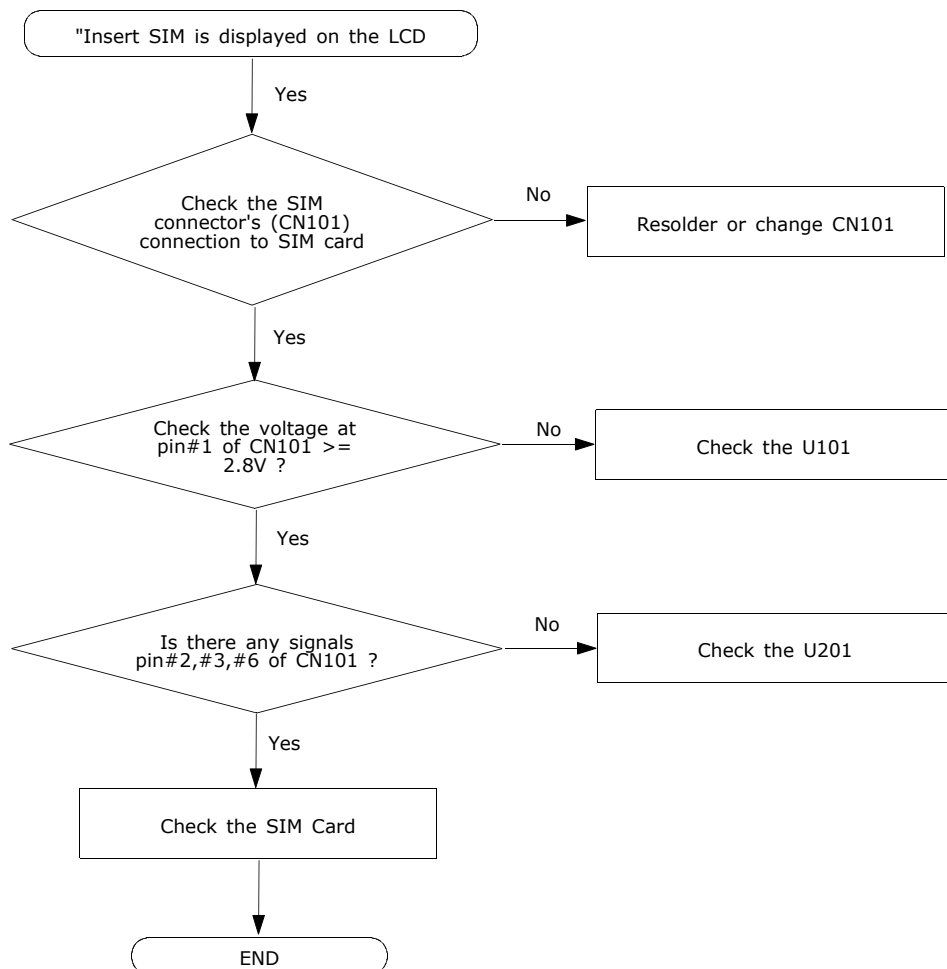 "Insert SIM is displayed on the LCD
Yes
Check the SIM
connector's (CN101)
connection to SIM card
No
Resolder or change CN101
Yes
Check the voltage at
pin#1 of CN101 >=
2.8V ?
No
Check the U101
Yes
Is there any signals
pin#2,#3,#6 of CN101 ?
No
Check the U201
Yes
Check the SIM Card
END